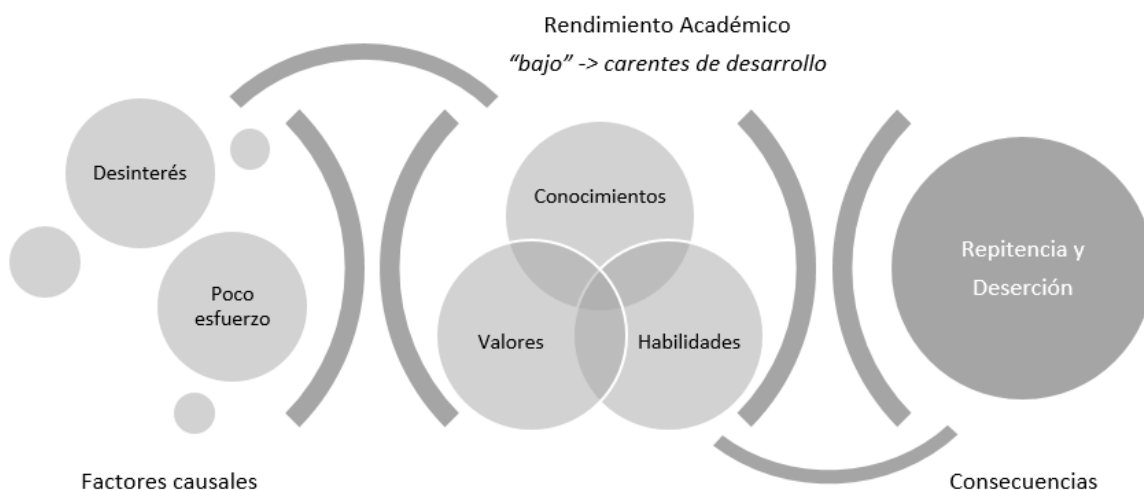 Rendimiento Académico
“bajo” -> carentes de desarrollo
Desinterés
Poco
esfuerzo
Conocimientos
Valores
Habilidades
Repitencia y
Deserción
Factores causales
Consecuencias